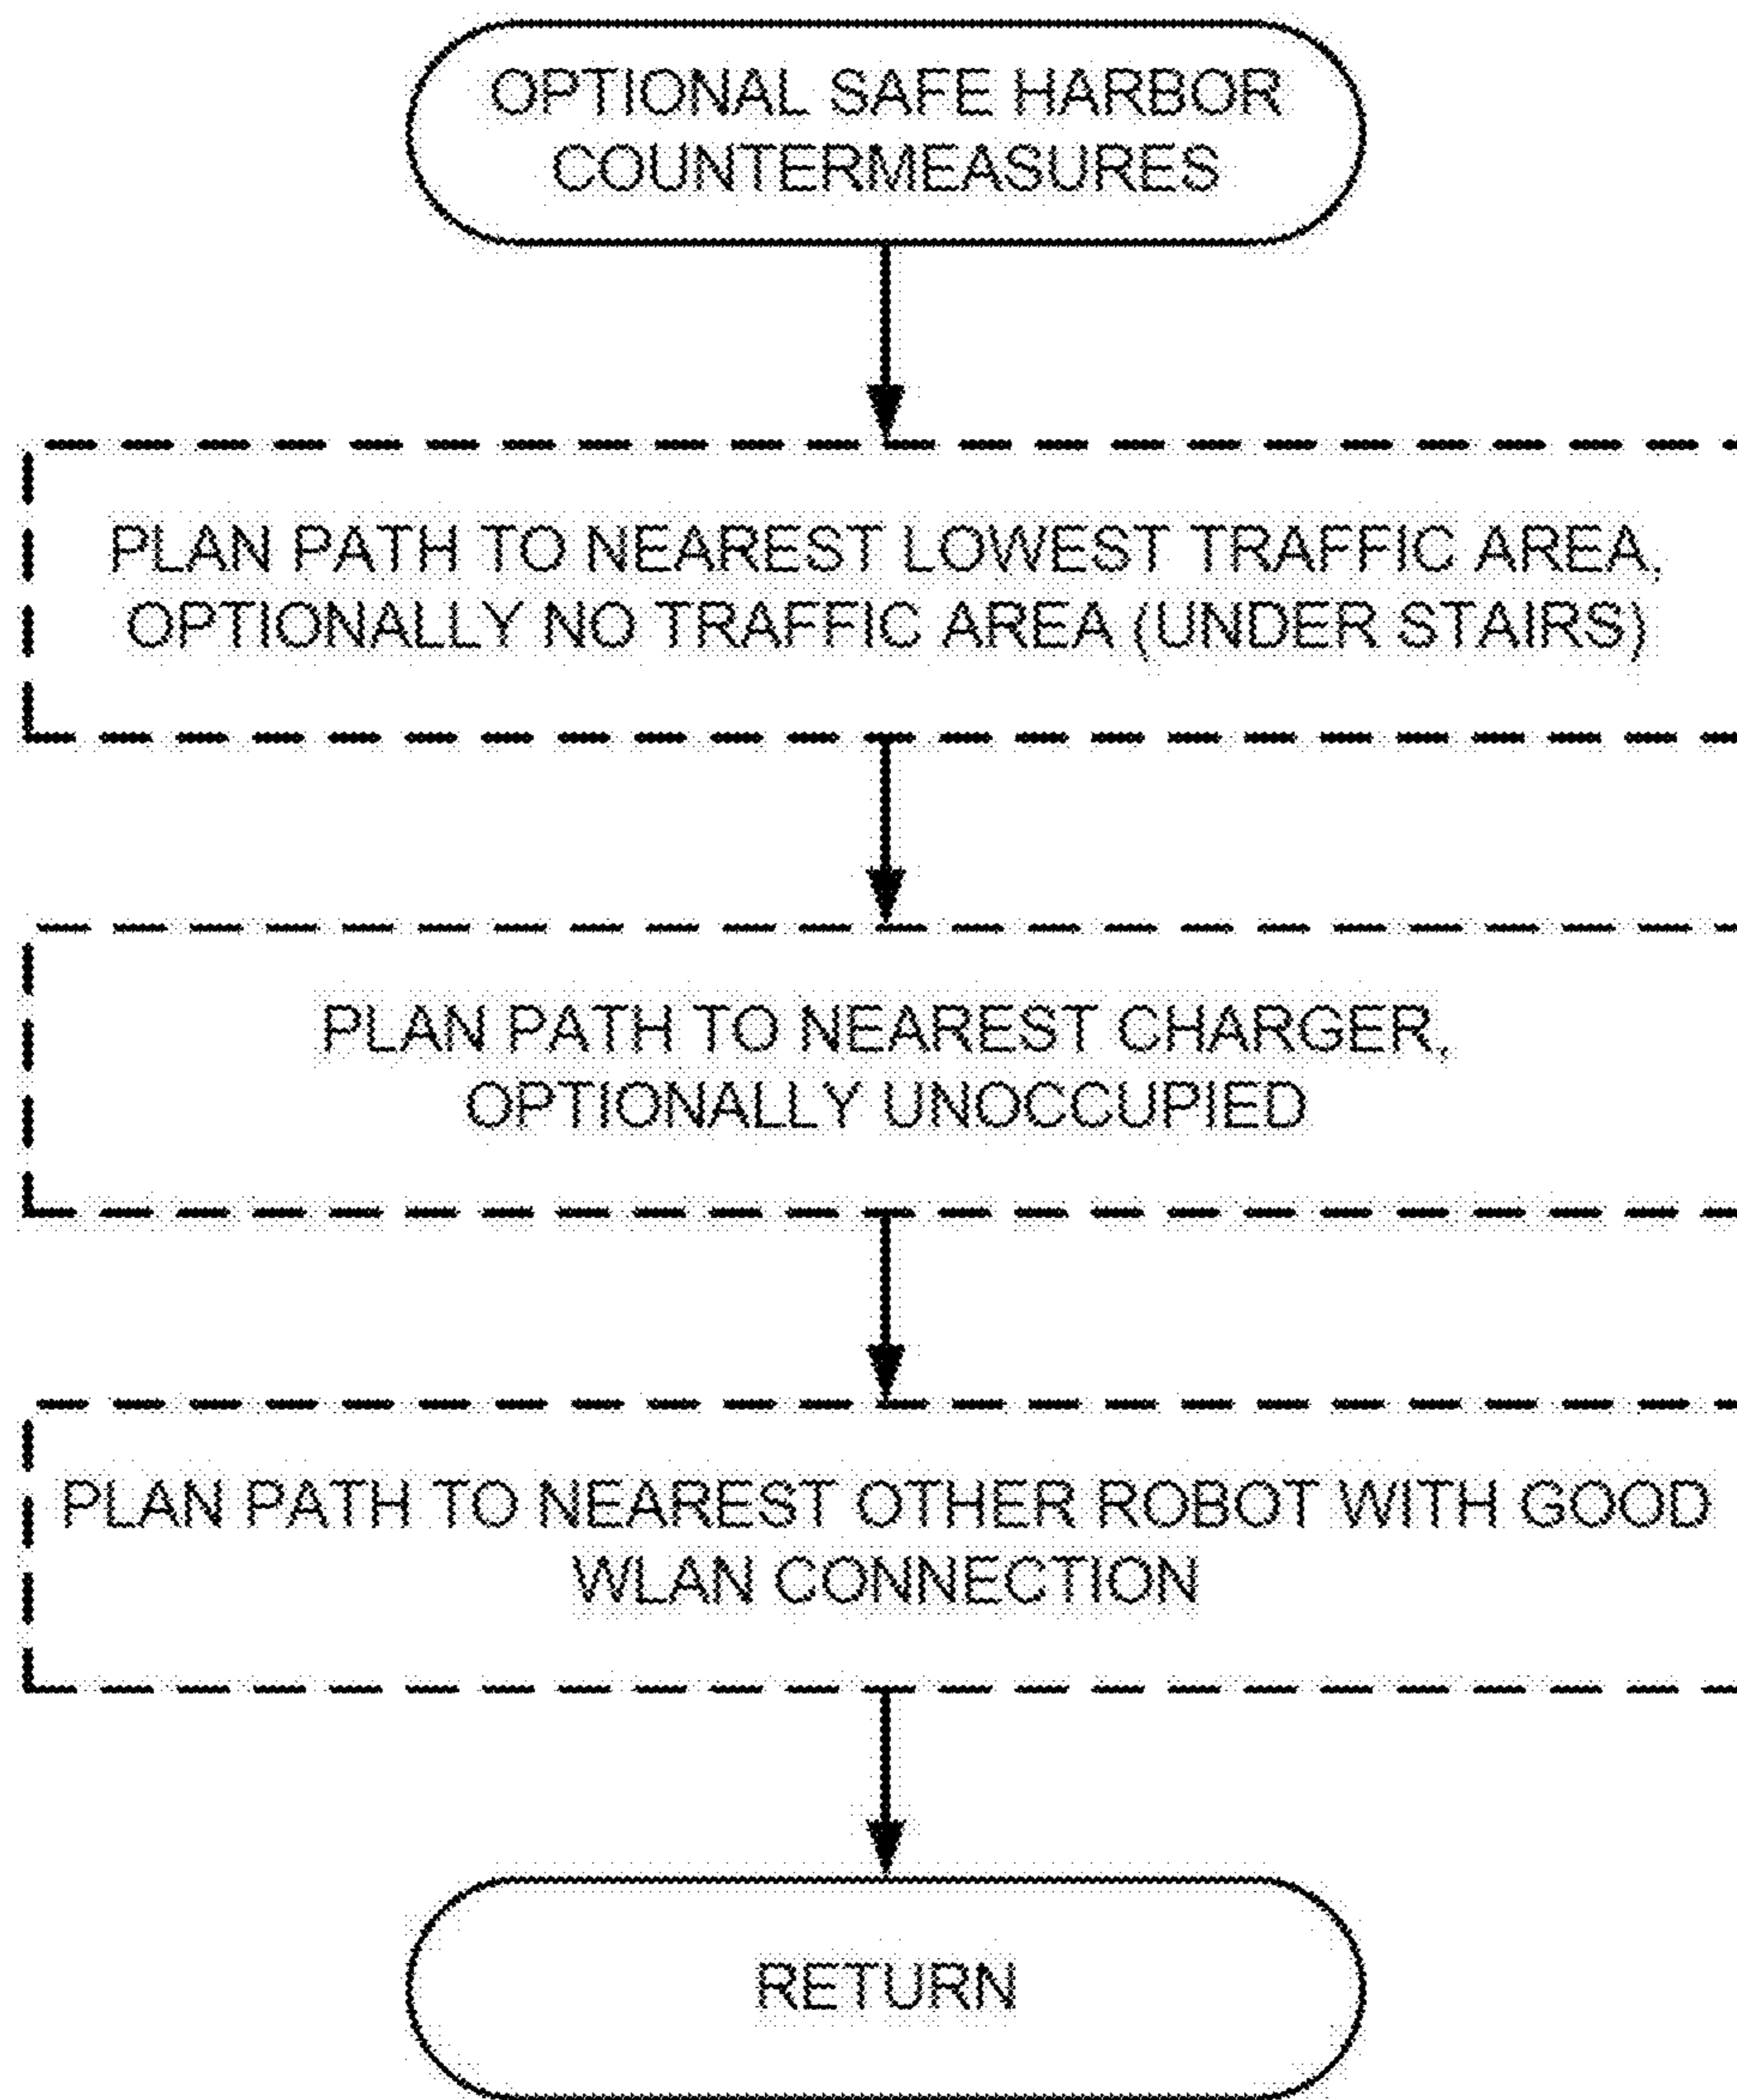 OPTIONAL SAFE HARBOR
COUNTERMEASURES
PLAN PATH TO NEAREST LOWEST TRAFFIC AREA,
OPTIONALLY NO TRAFFIC AREA (UNDER STAIRS)
PLAN PATH TO NEAREST CHARGER,
OPTIONALLY UNOCCUPIED
PLAN PATH TO NEAREST OTHER ROBOT WITH GOOD
WLAN CONNECTION
RETURN